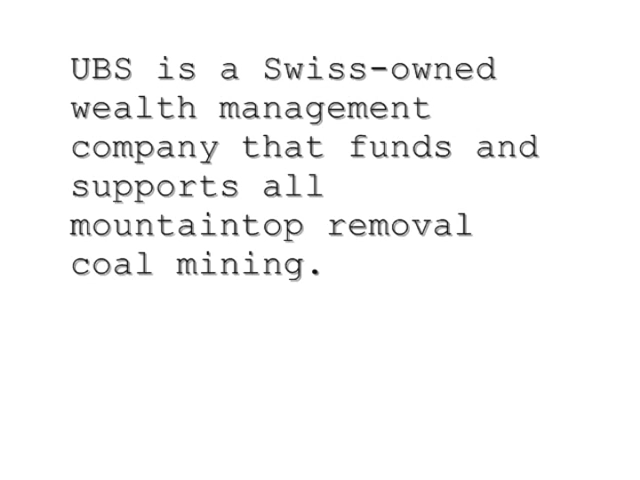 UBS is a Swiss-owned
wealth management
company that funds and
supports all
mountaintop removal
coal mining.